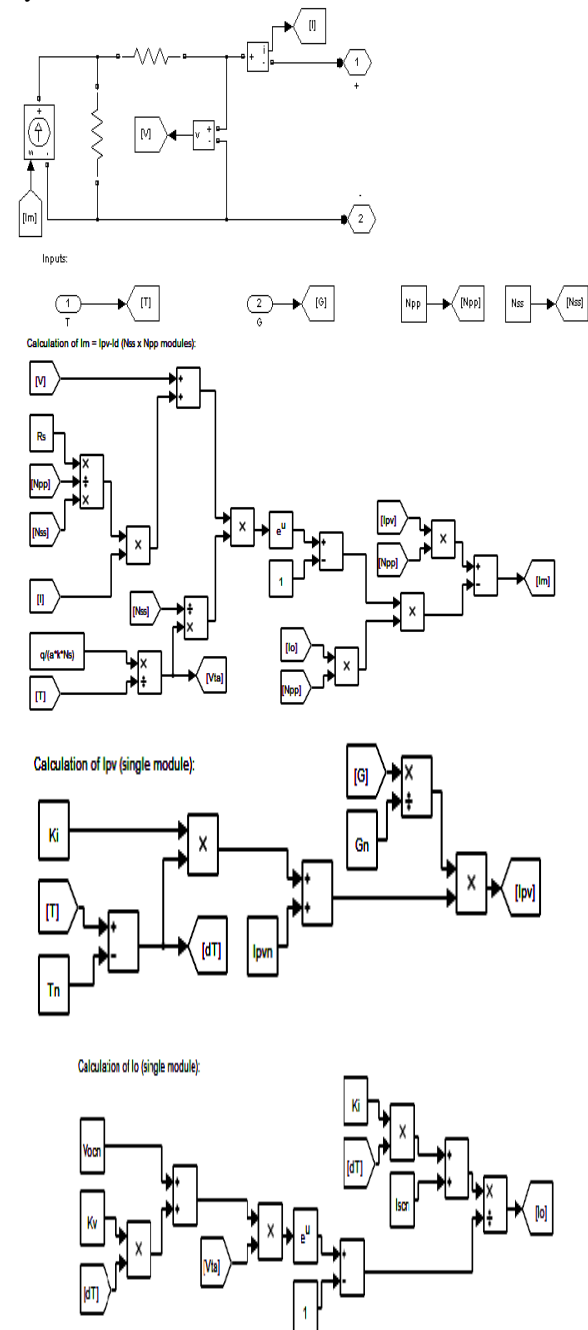 [I]
+ i
-
1
+
[V]
v +
-
+
s -
[Im]
-
2
Inputs:
1
T
[T]
2
G
[G]
Npp
[Npp]
Nss
[Nss]
Calculation of Im = Ipv-Id (Nss x Npp modules):
[V]
+
+
Rs
[Npp]
[Nss]
×
÷
×
×
[I]
[Nss]
÷
×
q/(a*k*Ns)
[T]
×
÷
[Vta]
×
e^u
1
+
-
[Ipv]
[Npp]
×
[Io]
[Npp]
×
×
+
-
[Im]
Calculation of Ipv (single module):
Ki
×
[T]
Tn
+
-
[dT]
Ipvn
+
+
[G]
Gn
×
÷
×
[Ipv]
Calculation of Io (single module):
Vocn
Kv
[dT]
×
+
+
[Vta]
×
e^u
1
+
-
Ki
[dT]
×
Iscn
+
+
×
÷
[Io]